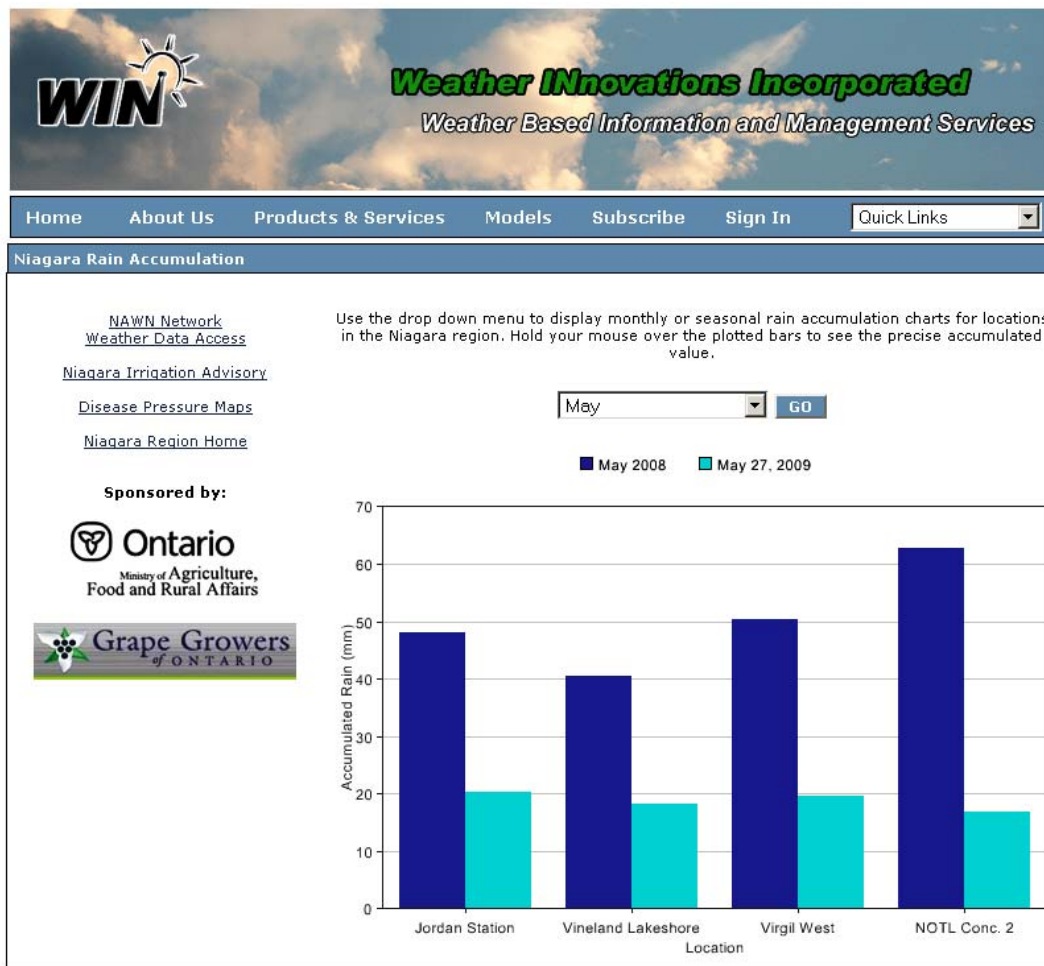 WIN
Weather INnovations Incorporated
Weather Based Information and Management Services
Home About Us Products & Services Models Subscribe Sign In Quick Links
Niagara Rain Accumulation
NAWN Network
Weather Data Access
Niagara Irrigation Advisory
Disease Pressure Maps
Niagara Region Home
Sponsored by:
Ontario
Ministry of Agriculture,
Food and Rural Affairs
Grape Growers
of ONTARIO
Use the drop down menu to display monthly or seasonal rain accumulation charts for locations
in the Niagara region. Hold your mouse over the plotted bars to see the precise accumulated
value.
May GO
May 2008 May 27, 2009
Accumulated Rain (mm)
70
60
50
40
30
20
10
0
Jordan Station Vineland Lakeshore Virgil West NOTL Conc. 2
Location